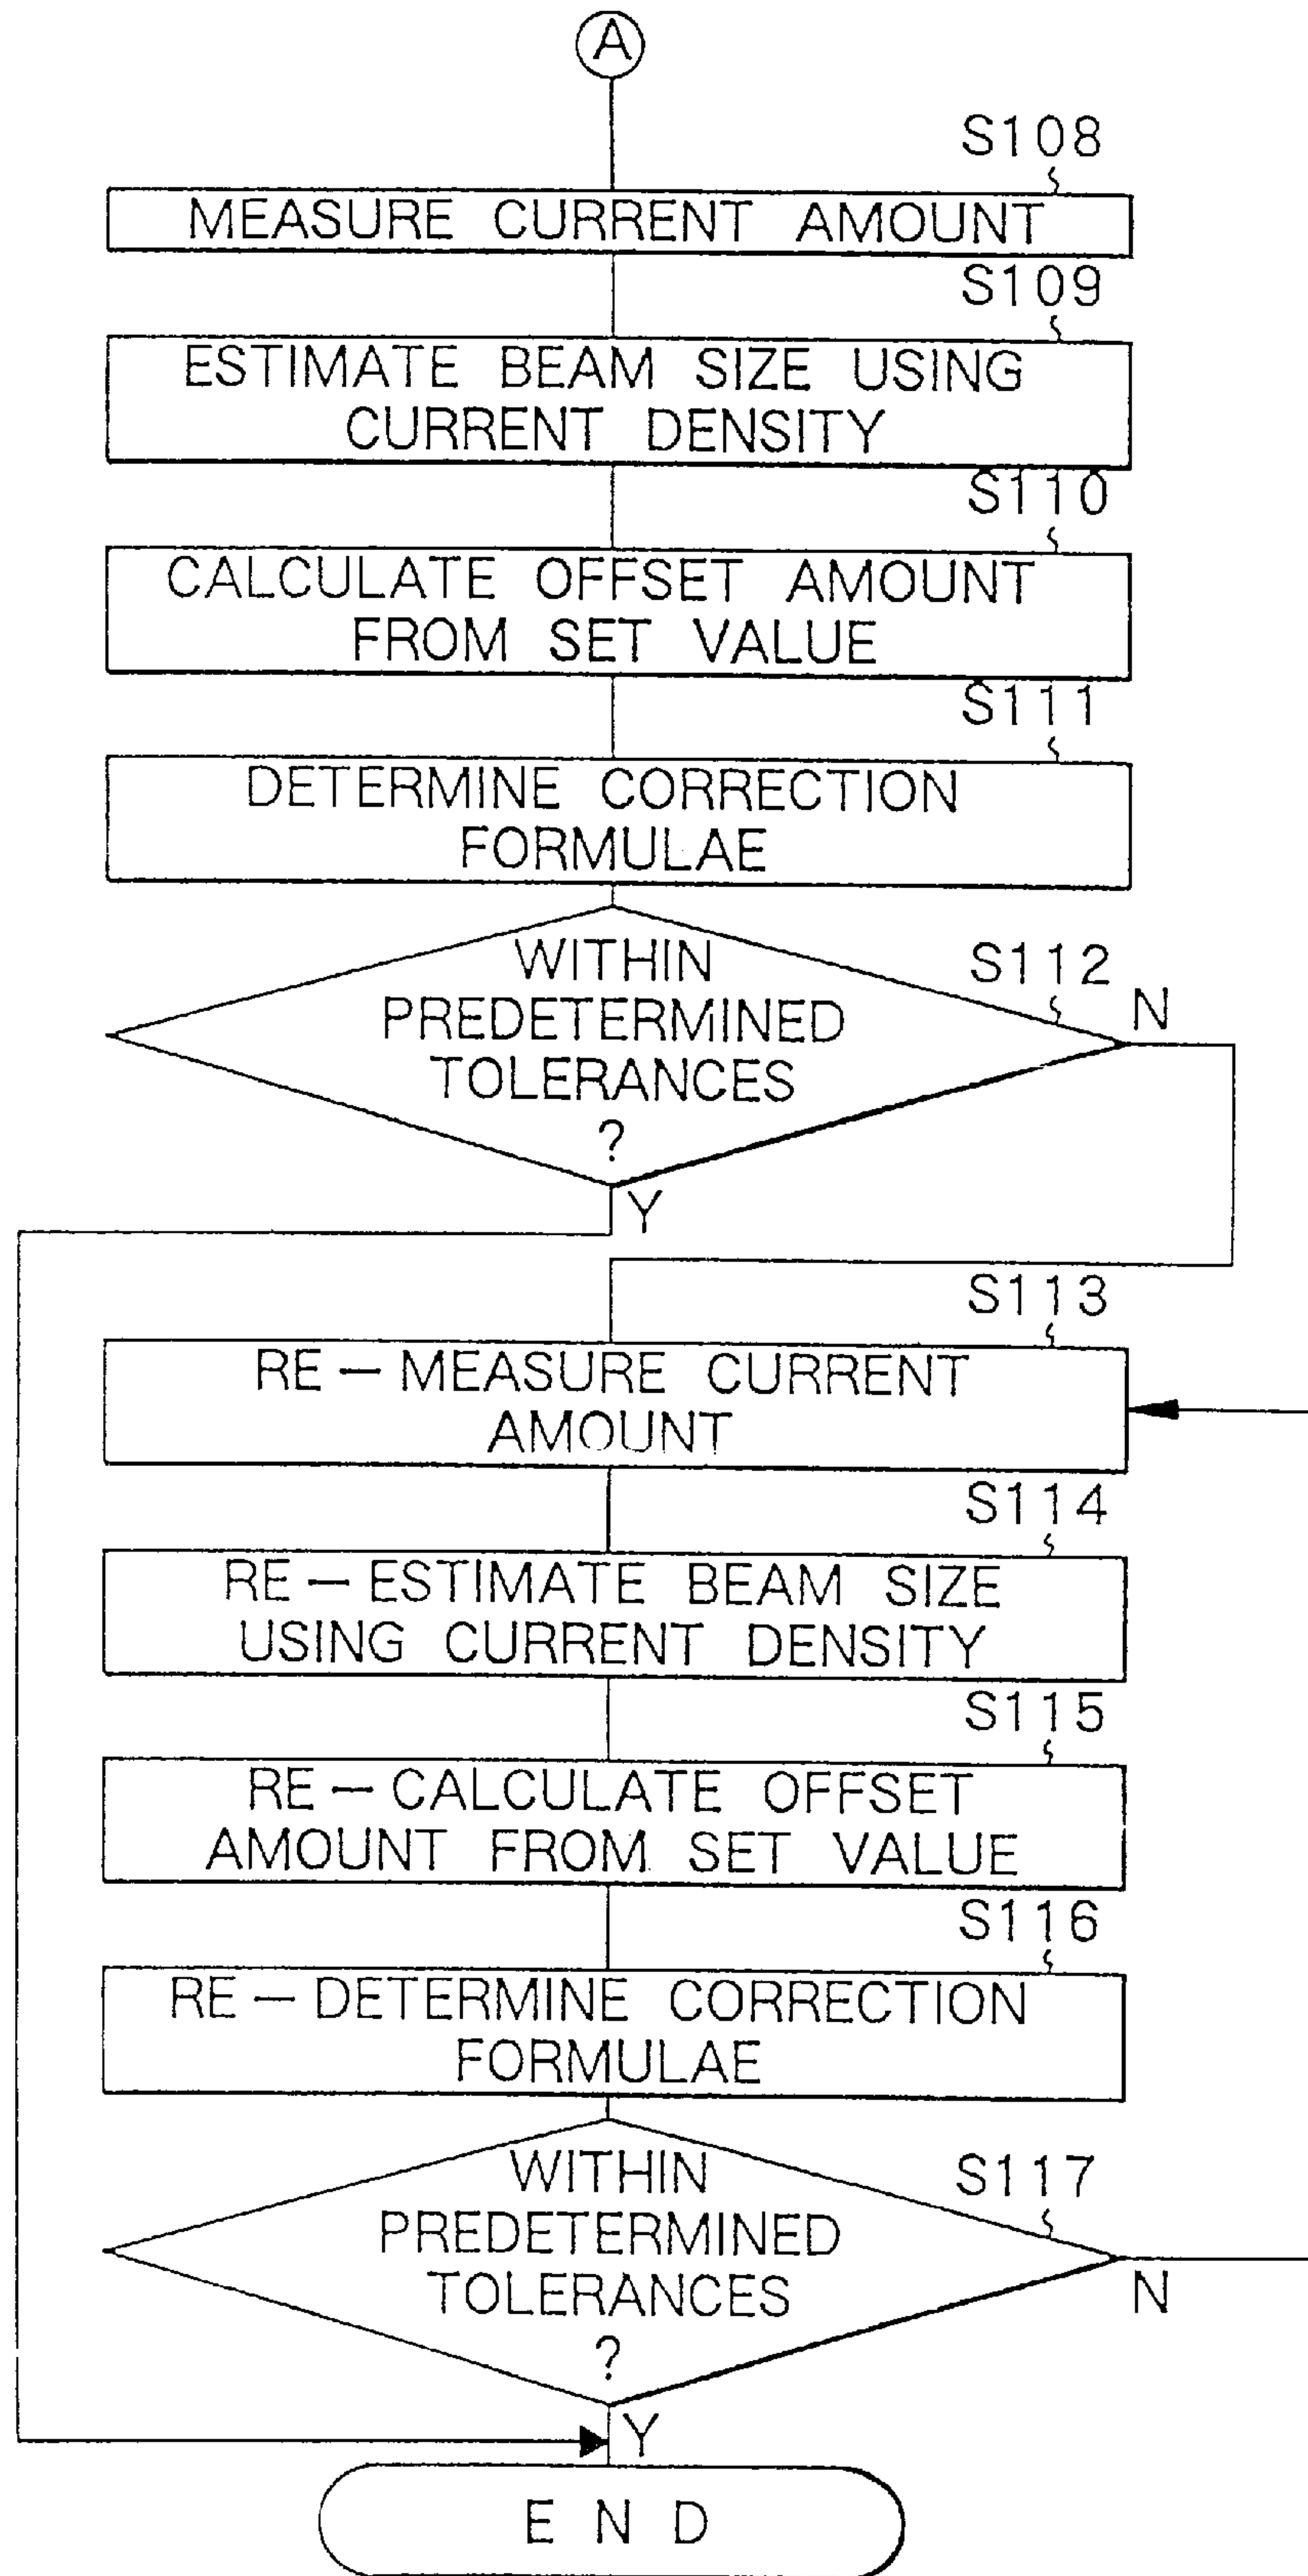 A
S108
MEASURE CURRENT AMOUNT
S109
ESTIMATE BEAM SIZE USING
CURRENT DENSITY
S110
CALCULATE OFFSET AMOUNT
FROM SET VALUE
S111
DETERMINE CORRECTION
FORMULAE
S112
WITHIN
PREDETERMINED
TOLERANCES
?
N
Y
S113
RE-MEASURE CURRENT
AMOUNT
S114
RE-ESTIMATE BEAM SIZE
USING CURRENT DENSITY
S115
RE-CALCULATE OFFSET
AMOUNT FROM SET VALUE
S116
RE-DETERMINE CORRECTION
FORMULAE
S117
WITHIN
PREDETERMINED
TOLERANCES
?
N
Y
END